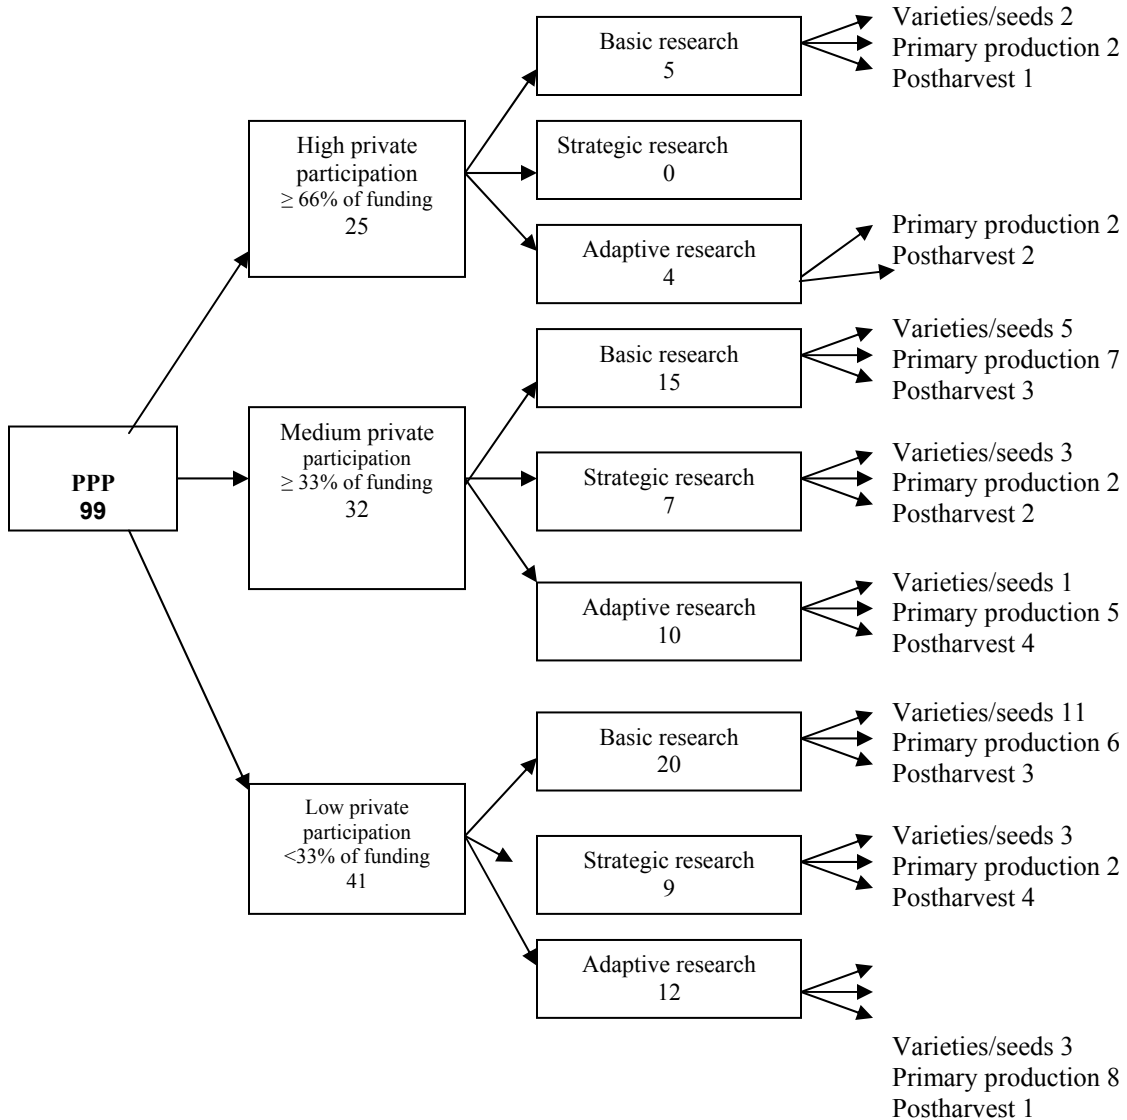 PPP
99
High private
participation
≥ 66% of funding
25
Basic research
5
Varieties/seeds 2
Primary production 2
Postharvest 1
Strategic research
0
Adaptive research
4
Primary production 2
Postharvest 2
Medium private
participation
≥ 33% of funding
32
Basic research
15
Varieties/seeds 5
Primary production 7
Postharvest 3
Strategic research
7
Varieties/seeds 3
Primary production 2
Postharvest 2
Adaptive research
10
Varieties/seeds 1
Primary production 5
Postharvest 4
Low private
participation
<33% of funding
41
Basic research
20
Varieties/seeds 11
Primary production 6
Postharvest 3
Strategic research
9
Varieties/seeds 3
Primary production 2
Postharvest 4
Adaptive research
12
Varieties/seeds 3
Primary production 8
Postharvest 1